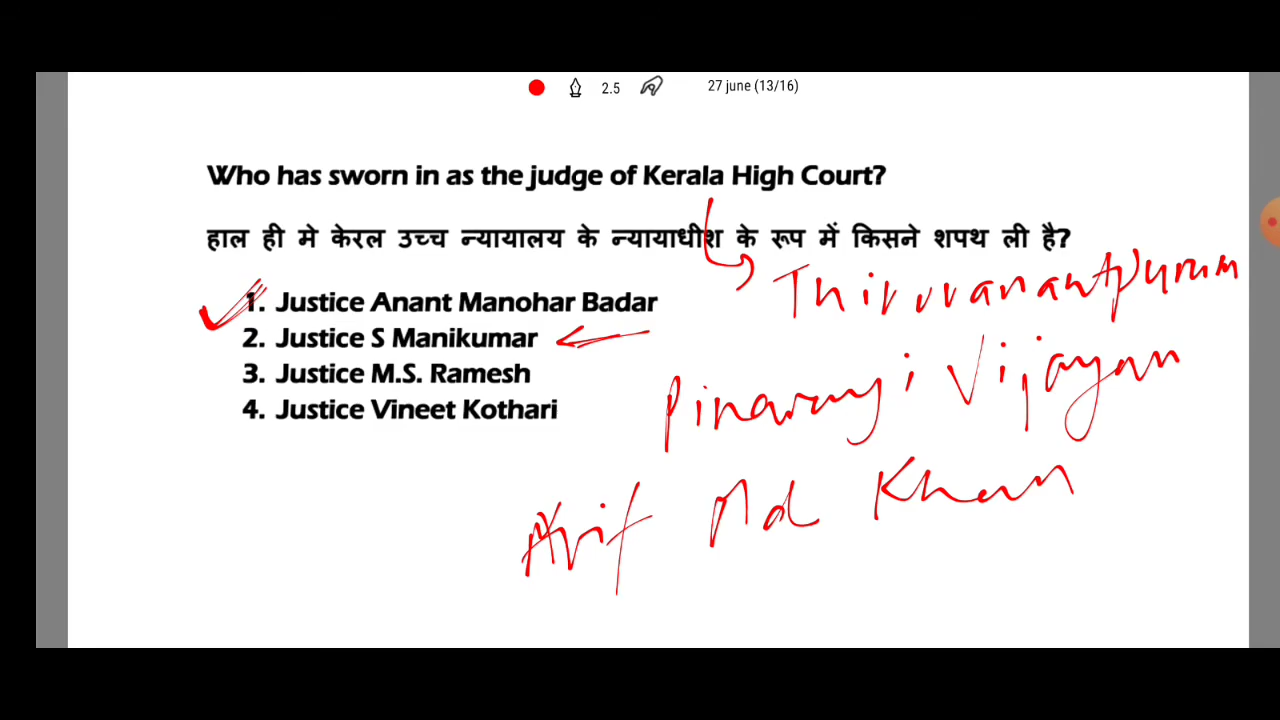 2.5 27 june (13/16)
Who has sworn in as the judge of Kerala High Court?
हाल ही मे केरल उच्च न्यायालय के न्यायाधीश के रूप में किसने शपथ ली है?
Thiruvanantpurum
1. Justice Anant Manohar Badar
2. Justice S Manikumar
3. Justice M.S. Ramesh
4. Justice Vineet Kothari
Pinarayi Vijayan
Arif Md Khan